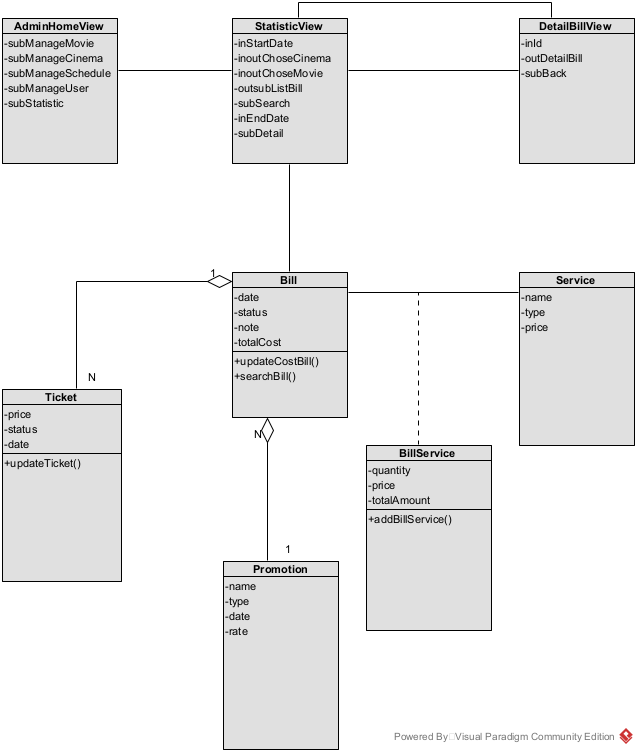 AdminHomeView
-subManageMovie
-subManageCinema
-subManageSchedule
-subManageUser
-subStatistic
StatisticView
-inStartDate
-inoutChoseCinema
-inoutChoseMovie
-outsubListBill
-subSearch
-inEndDate
-subDetail
DetailBillView
-inId
-outDetailBill
-subBack
1
Bill
-date
-status
-note
-totalCost
+updateCostBill()
+searchBill()
Service
-name
-type
-price
N
Ticket
-price
-status
-date
+updateTicket()
N
BillService
-quantity
-price
-totalAmount
+addBillService()
1
Promotion
-name
-type
-date
-rate
Powered By Visual Paradigm Community Edition